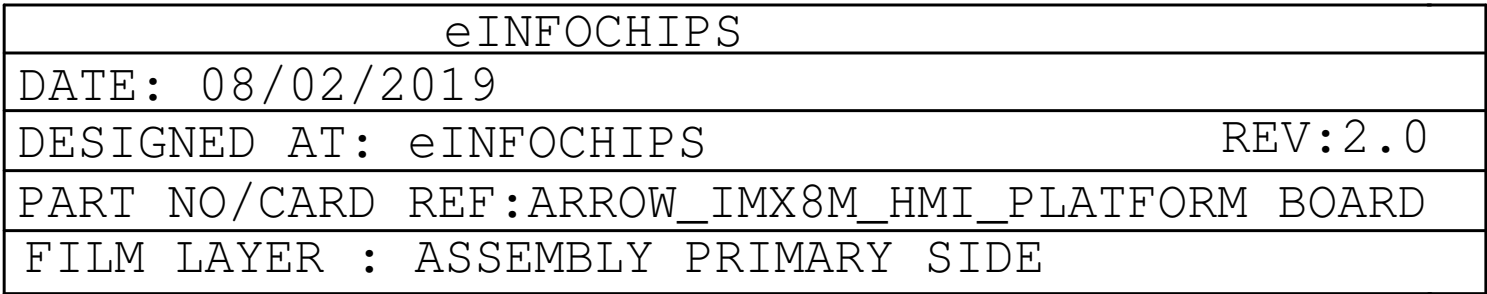 eINFOCHIPS
DATE: 08/02/2019
DESIGNED AT: eINFOCHIPS REV:2.0
PART NO/CARD REF:ARROW_IMX8M_HMI_PLATFORM BOARD
FILM LAYER : ASSEMBLY PRIMARY SIDE